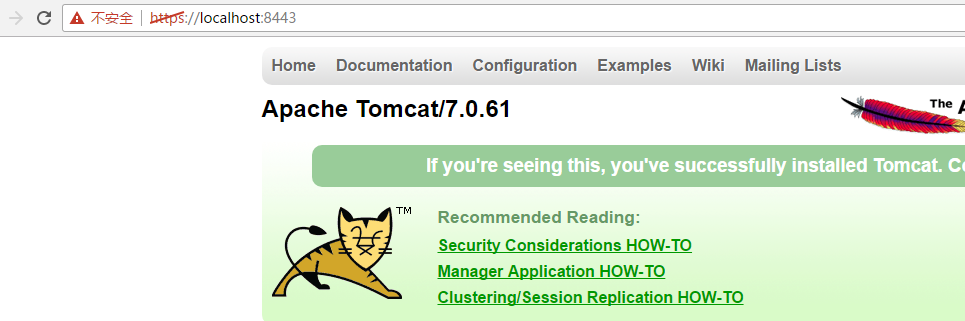 不安全 https://localhost:8443
Home Documentation Configuration Examples Wiki Mailing Lists
Apache Tomcat/7.0.61
The A
If you're seeing this, you've successfully installed Tomcat. Co
TM
Recommended Reading:
Security Considerations HOW-TO
Manager Application HOW-TO
Clustering/Session Replication HOW-TO